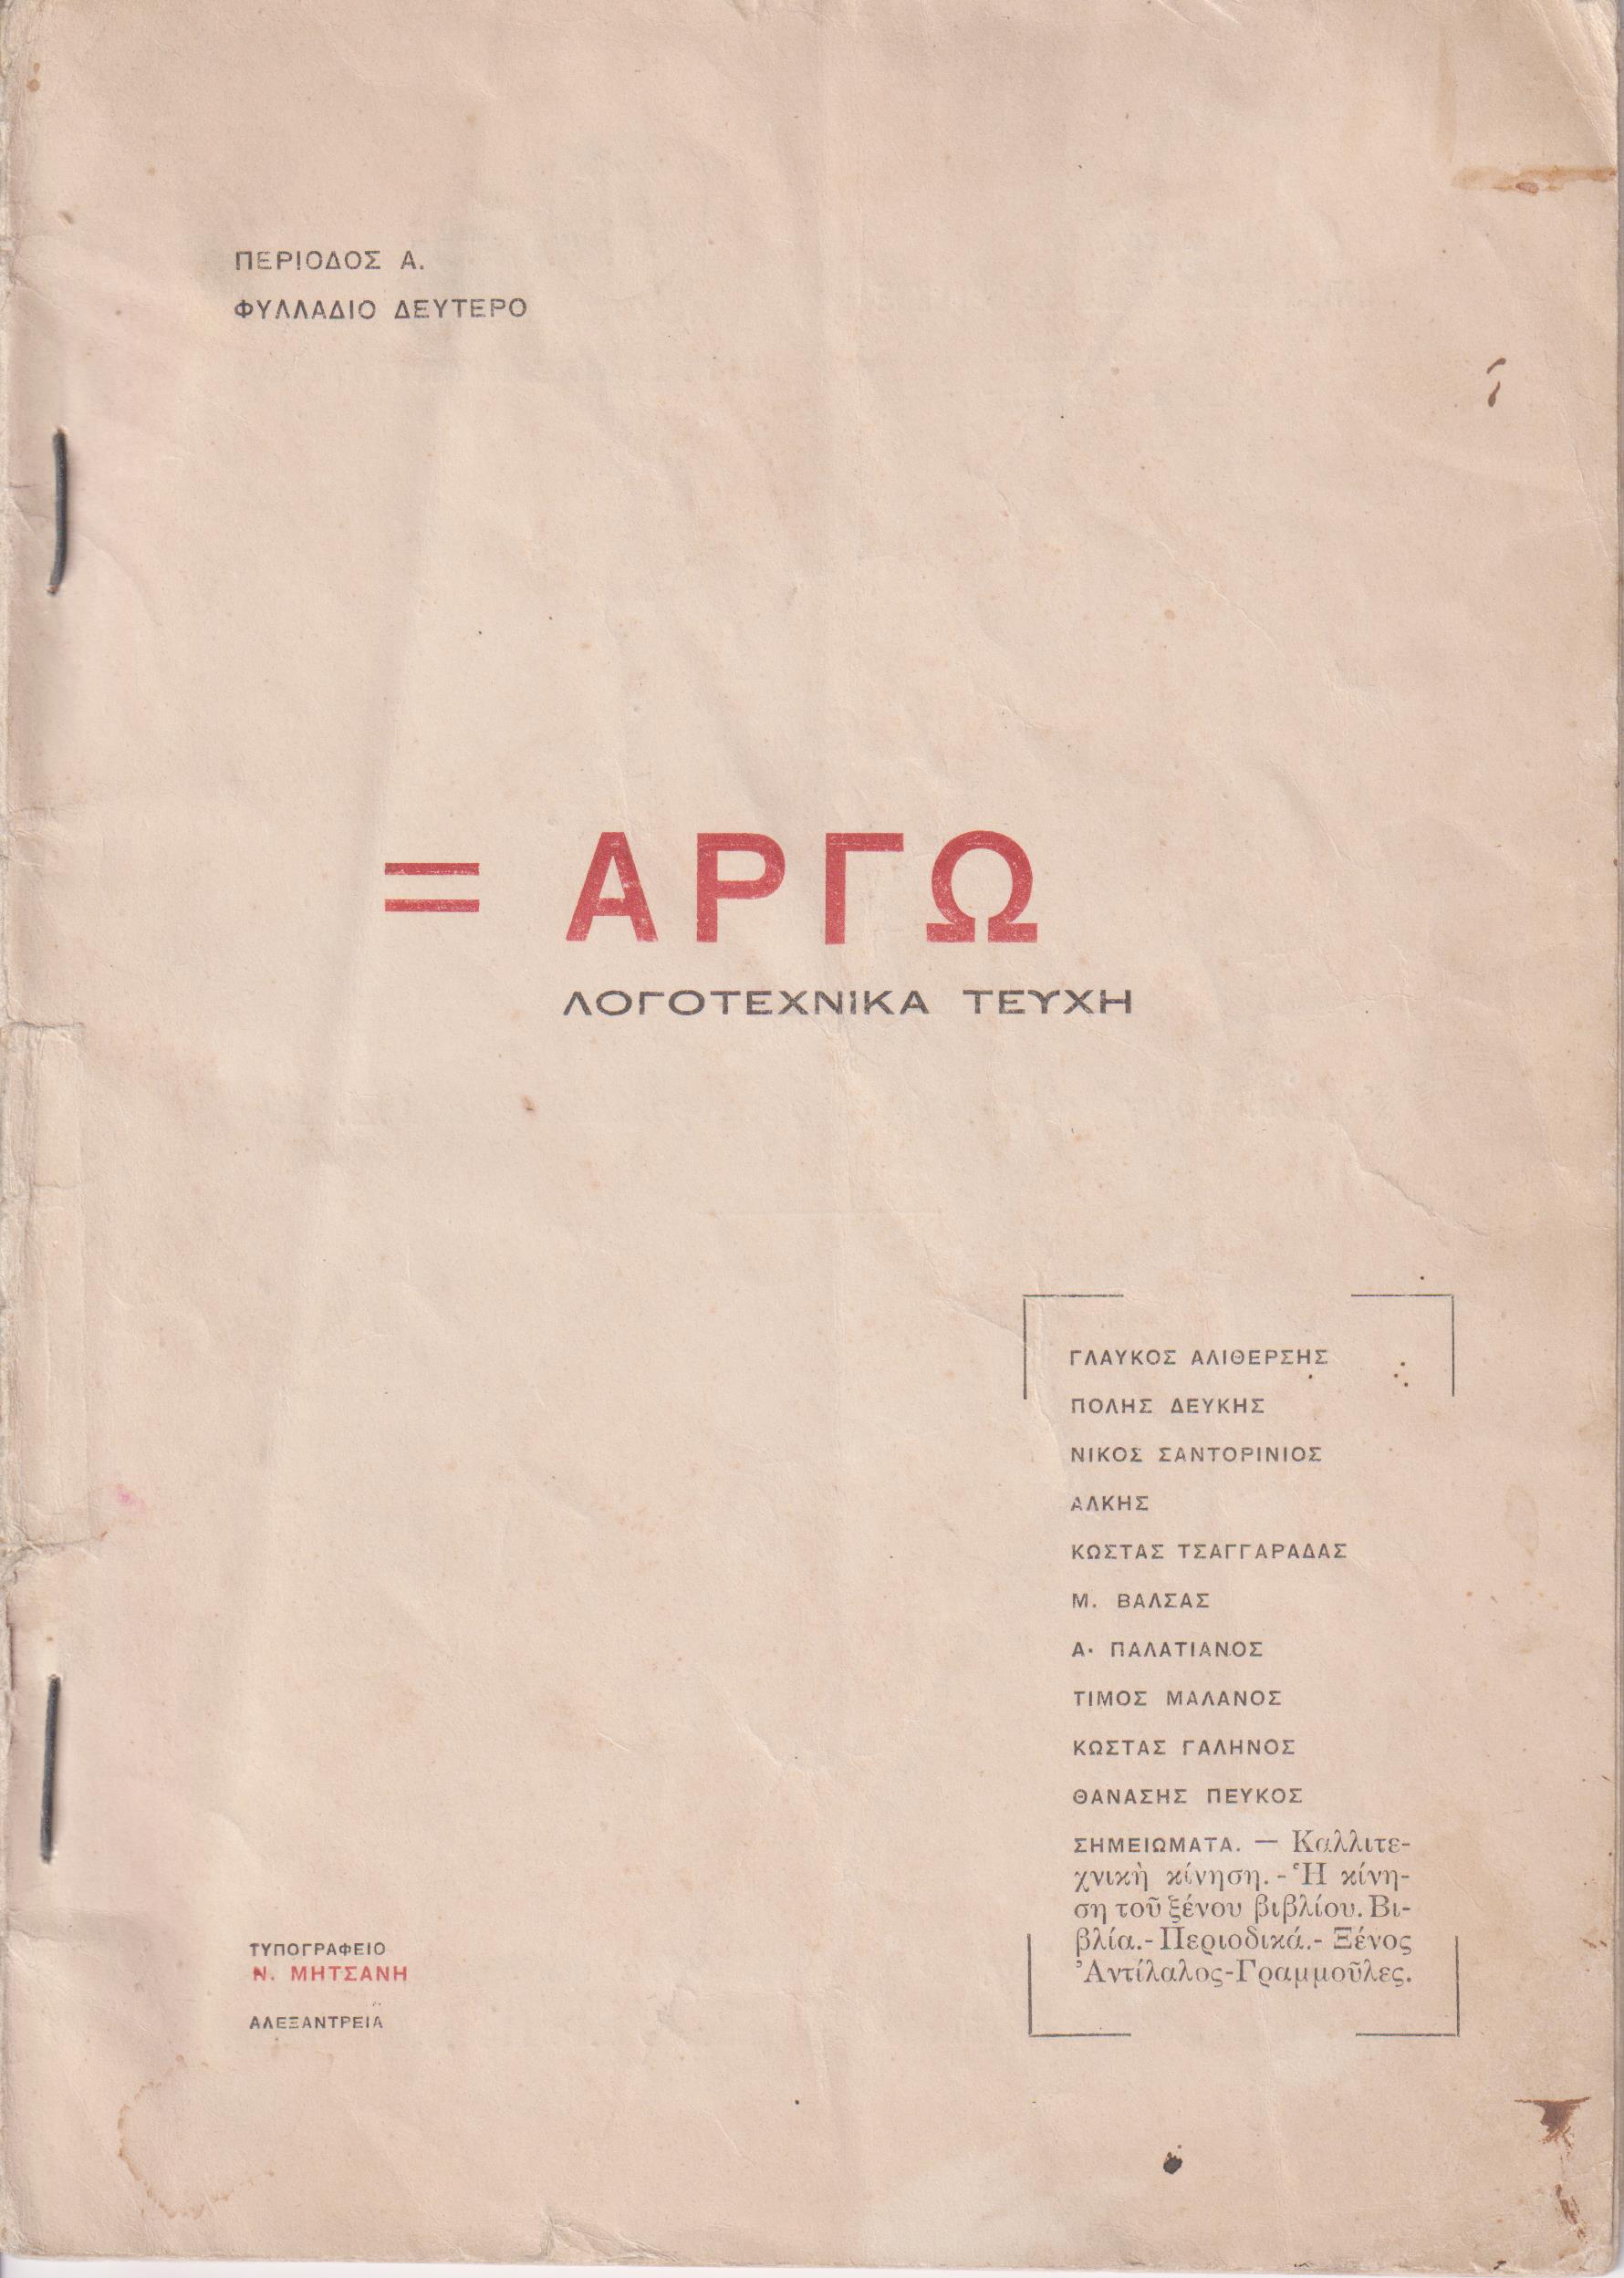 ΠΕΡΙΟΔΟΣ Α.
ΦΥΛΛΑΔΙΟ ΔΕΥΤΕΡΟ
= ΑΡΓΩ
ΛΟΓΟΤΕΧΝΙΚΑ ΤΕΥΧΗ
ΓΛΑΥΚΟΣ ΑΛΙΘΕΡΣΗΣ
ΠΟΛΗΣ ΔΕΥΚΗΣ
ΝΙΚΟΣ ΣΑΝΤΟΡΙΝΙΟΣ
ΑΛΚΗΣ
ΚΩΣΤΑΣ ΤΣΑΓΓΑΡΑΔΑΣ
Μ. ΒΑΛΣΑΣ
Α· ΠΑΛΑΤΙΑΝΟΣ
ΤΙΜΟΣ ΜΑΛΑΝΟΣ
ΚΩΣΤΑΣ ΓΑΛΗΝΟΣ
ΘΑΝΑΣΗΣ ΠΕΥΚΟΣ
ΣΗΜΕΙΩΜΑΤΑ. — Καλλιτε-
χνικὴ κίνηση. - Ἡ κίνη-
ση τοῦ ξένου βιβλίου. Βι-
βλία.- Περιοδικά.- Ξένος
Ἀντίλαλος-Γραμμοῦλες.
ΤΥΠΟΓΡΑΦΕΙΟ
Ν. ΜΗΤΣΑΝΗ
ΑΛΕΞΑΝΤΡΕΙΑ